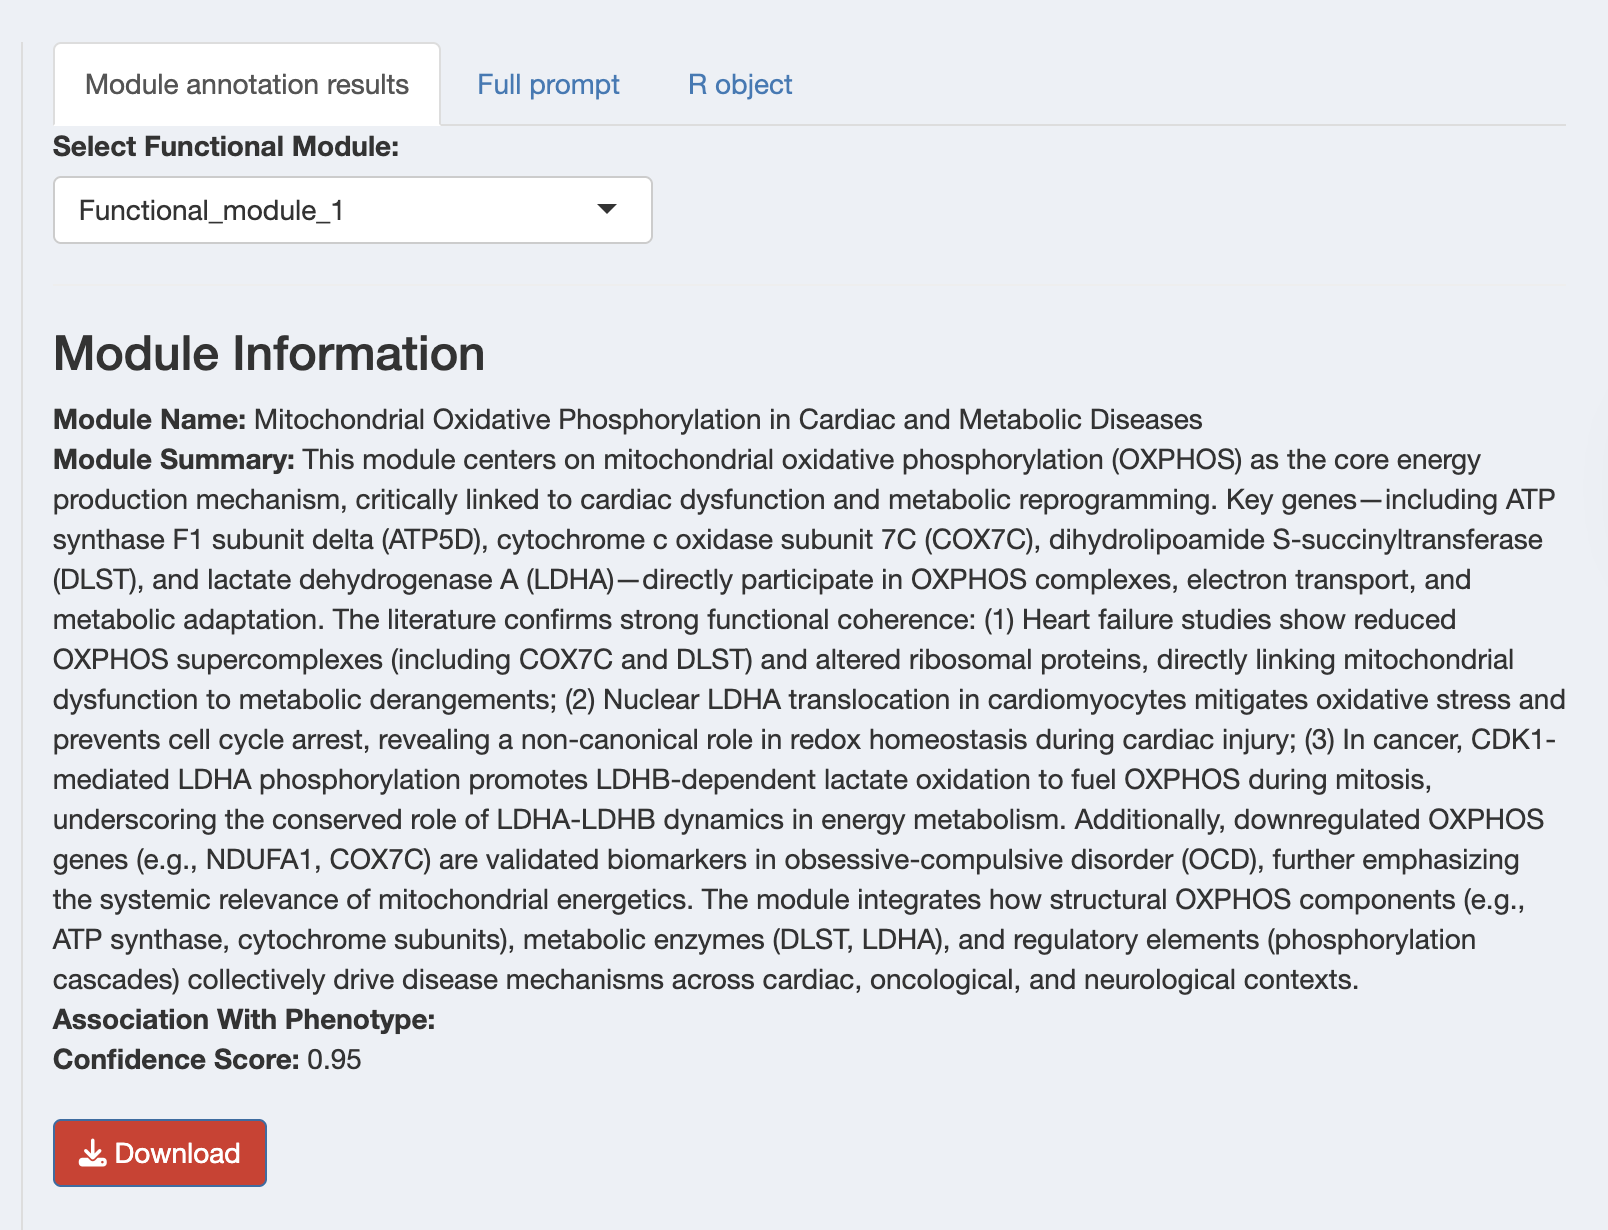 Module annotation results
Full prompt
R object
Select Functional Module:
Functional_module_1
Module Information
Module Name: Mitochondrial Oxidative Phosphorylation in Cardiac and Metabolic Diseases
Module Summary: This module centers on mitochondrial oxidative phosphorylation (OXPHOS) as the core energy
production mechanism, critically linked to cardiac dysfunction and metabolic reprogramming. Key genes—including ATP
synthase F1 subunit delta (ATP5D), cytochrome c oxidase subunit 7C (COX7C), dihydrolipoamide S-succinyltransferase
(DLST), and lactate dehydrogenase A (LDHA)—directly participate in OXPHOS complexes, electron transport, and
metabolic adaptation. The literature confirms strong functional coherence: (1) Heart failure studies show reduced
OXPHOS supercomplexes (including COX7C and DLST) and altered ribosomal proteins, directly linking mitochondrial
dysfunction to metabolic derangements; (2) Nuclear LDHA translocation in cardiomyocytes mitigates oxidative stress and
prevents cell cycle arrest, revealing a non-canonical role in redox homeostasis during cardiac injury; (3) In cancer, CDK1-
mediated LDHA phosphorylation promotes LDHB-dependent lactate oxidation to fuel OXPHOS during mitosis,
underscoring the conserved role of LDHA-LDHB dynamics in energy metabolism. Additionally, downregulated OXPHOS
genes (e.g., NDUFA1, COX7C) are validated biomarkers in obsessive-compulsive disorder (OCD), further emphasizing
the systemic relevance of mitochondrial energetics. The module integrates how structural OXPHOS components (e.g.,
ATP synthase, cytochrome subunits), metabolic enzymes (DLST, LDHA), and regulatory elements (phosphorylation
cascades) collectively drive disease mechanisms across cardiac, oncological, and neurological contexts.
Association With Phenotype:
Confidence Score: 0.95
Download